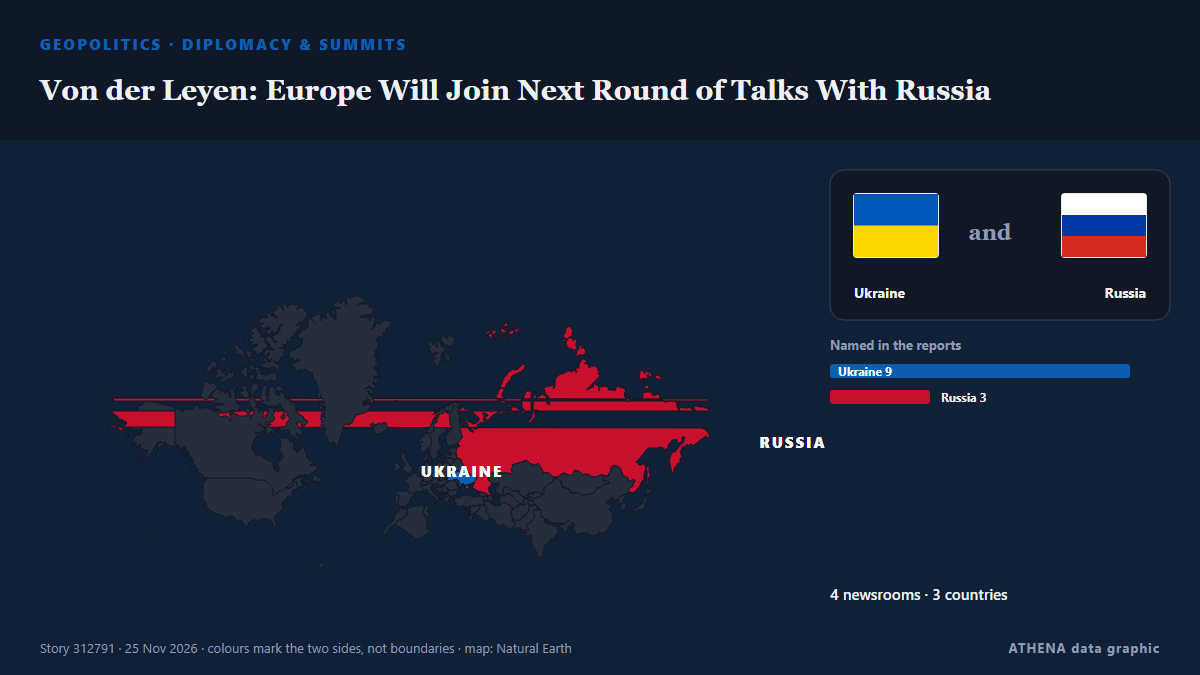 GEOPOLITICS · DIPLOMACY & SUMMITS
Von der Leyen: Europe Will Join Next Round of Talks With Russia
and
Ukraine
Russia
Named in the reports
Ukraine 9
Russia 3
RUSSIA
UKRAINE
4 newsrooms · 3 countries
Story 312791 · 25 Nov 2026 · colours mark the two sides, not boundaries · map: Natural Earth
ATHENA data graphic